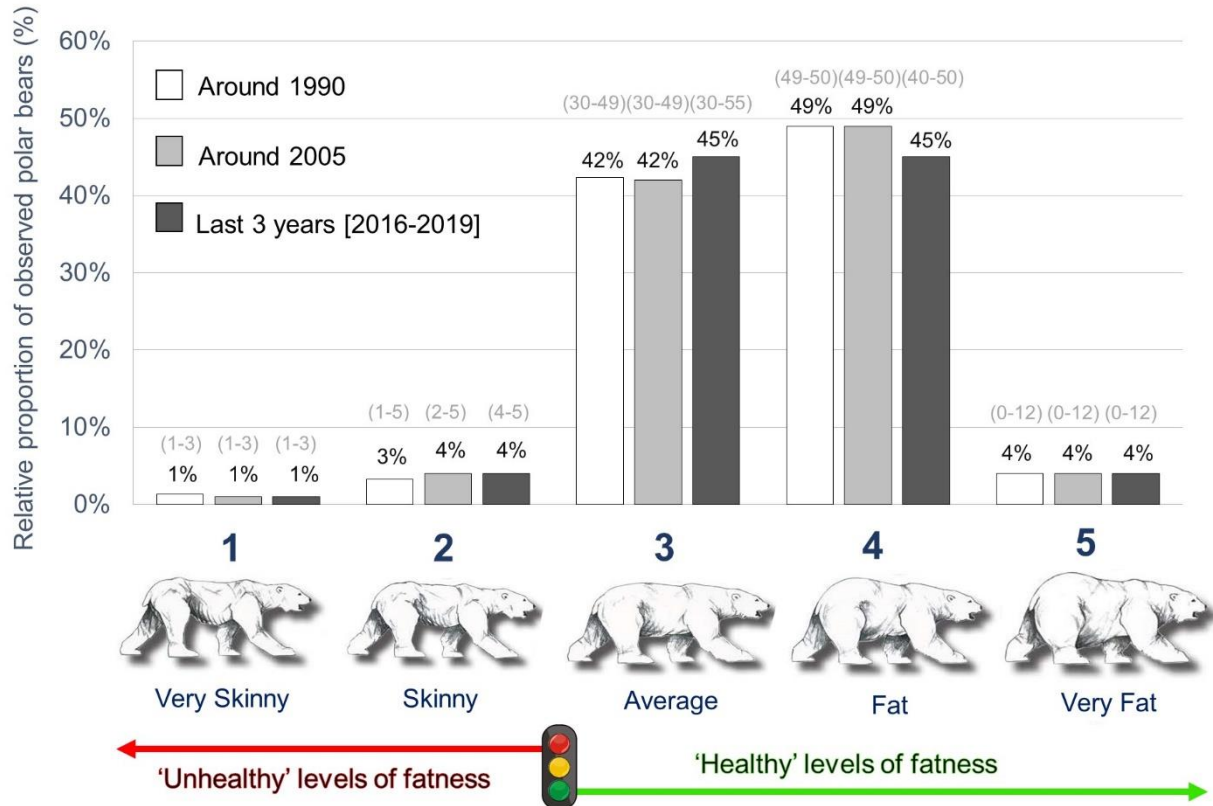 Relative proportion of observed polar bears (%)
60%
50%
40%
30%
20%
10%
0%
Around 1990
Around 2005
Last 3 years [2016-2019]
(1-3) (1-3) (1-3)
1% 1% 1%
(1-5) (2-5) (4-5)
3% 4% 4%
(30-49)(30-49)(30-55)
42% 42% 45%
(49-50)(49-50)(40-50)
49% 49% 45%
(0-12) (0-12) (0-12)
4% 4% 4%
1 2 3 4 5
Very Skinny Skinny Average Fat Very Fat
‘Unhealthy’ levels of fatness
‘Healthy’ levels of fatness